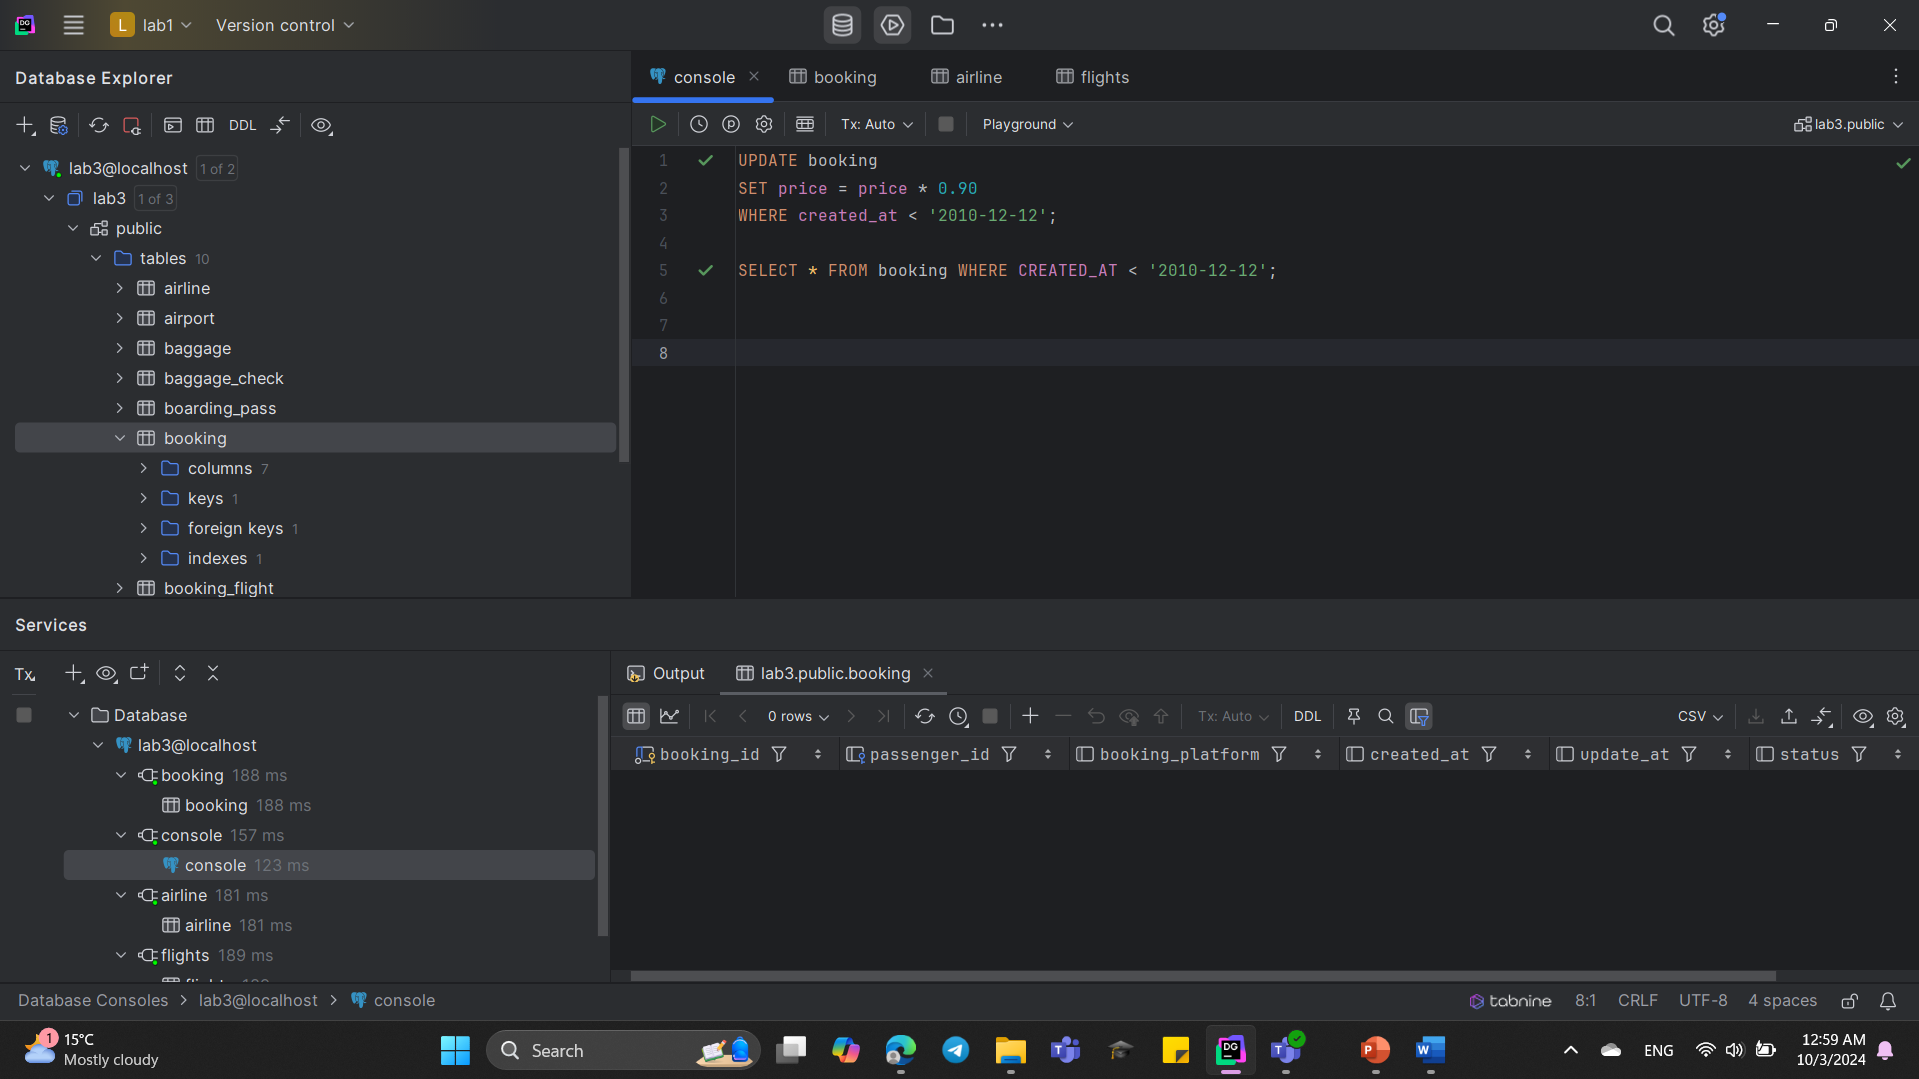 L lab1 Version control
Database Explorer
console booking airline flights
DDL
Tx: Auto Playground lab3.public
lab3@localhost 1 of 2
lab3 1 of 3
public
tables 10
airline
airport
baggage
baggage_check
boarding_pass
booking
columns 7
keys 1
foreign keys 1
indexes 1
booking_flight
1 UPDATE booking
2 SET price = price * 0.90
3 WHERE created_at < '2010-12-12';
4
5 SELECT * FROM booking WHERE CREATED_AT < '2010-12-12';
6
7
8
Services
Tx
Database
lab3@localhost
booking 188 ms
booking 188 ms
console 157 ms
console 123 ms
airline 181 ms
airline 181 ms
flights 189 ms
Output lab3.public.booking
0 rows Tx: Auto DDL CSV
booking_id passenger_id booking_platform created_at update_at status
Database Consoles > lab3@localhost > console
tabnine 8:1 CRLF UTF-8 4 spaces
1
15°C
Mostly cloudy
Search
ENG
12:59 AM
10/3/2024